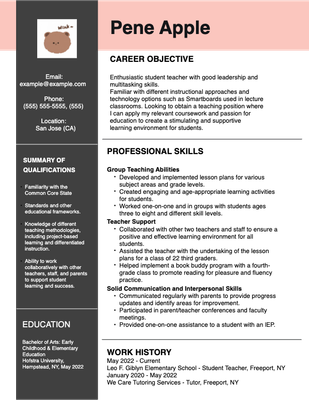 Pene Apple
Email:
example@example.com
Phone:
(555) 555-5555, (555)
Location:
San Jose (CA)
SUMMARY OF
QUALIFICATIONS
Familiarity with the
Common Core State
Standards and other
educational frameworks.
Knowledge of different
teaching methodologies,
including project-based
learning and differentiated
instruction.
Ability to work
collaboratively with other
teachers, staff, and parents
to support student
learning and success.
EDUCATION
Bachelor of Arts: Early
Childhood & Elementary
Education
Hofstra University,
Hempstead, NY, May 2022
CAREER OBJECTIVE
Enthusiastic student teacher with good leadership and
multitasking skills.
Familiar with different instructional approaches and
technology options such as Smartboards used in lecture
classrooms. Looking to obtain a teaching position where
I can apply my relevant coursework and passion for
education to create a stimulating and supportive
learning environment for students.
PROFESSIONAL SKILLS
Group Teaching Abilities
• Developed and implemented lesson plans for various
subject areas and grade levels.
• Created engaging and age-appropriate learning activities
for students.
• Worked one-on-one and in groups with students ages
three to eight and different skill levels.
Teacher Support
• Collaborated with other two teachers and staff to ensure a
positive and effective learning environment for all
students.
• Assisted the teacher with the undertaking of the lesson
plans for a class of 22 third graders.
• Helped implement a book buddy program with a fourth-
grade class to promote reading for pleasure and fluency
practice.
Solid Communication and Interpersonal Skills
• Communicated regularly with parents to provide progress
updates and identify areas for improvement.
• Participated in parent/teacher conferences and faculty
meetings.
• Provided one-on-one assistance to a student with an IEP.
WORK HISTORY
May 2022 - Current
Leo F. Giblyn Elementary School - Student Teacher, Freeport, NY
January 2020 - May 2022
We Care Tutoring Services - Tutor, Freeport, NY